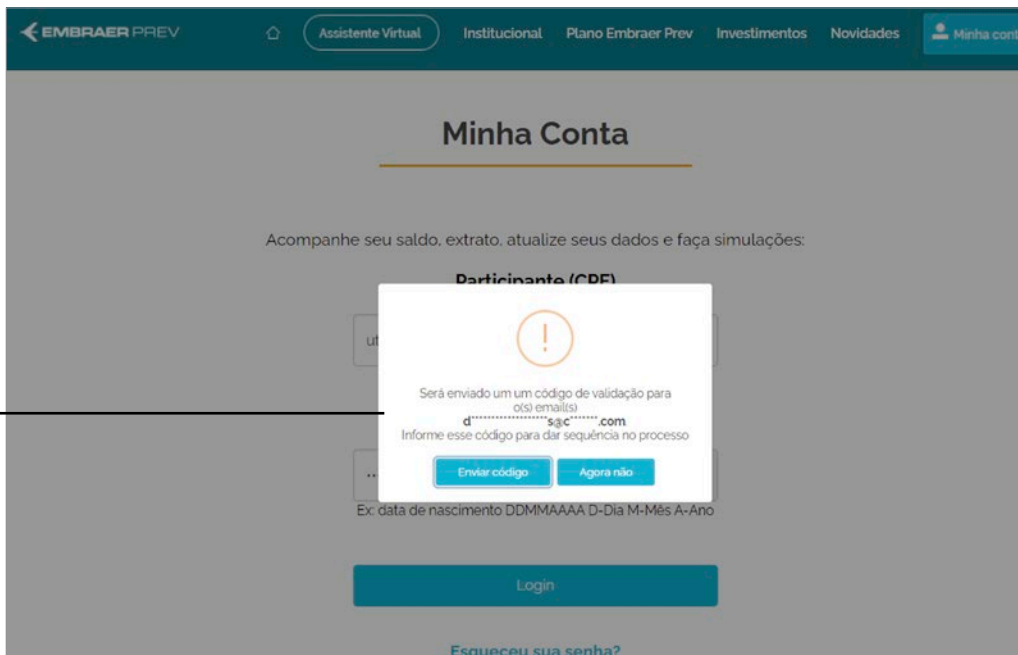 EMBRAER PREV
Assistente Virtual
Institucional
Plano Embraer Prev
Investimentos
Novidades
Minha cont
Minha Conta
Acompanhe seu saldo, extrato, atualize seus dados e faça simulações:
Participante (CPF)
ut
Será enviado um um código de validação para
o(s) email(s)
d*******************s@c*******.com
Informe esse código para dar sequência no processo
Enviar código
Agora não
Ex: data de nascimento DDMMAAAA D-Dia M-Mês A-Ano
Login
Esqueceu sua senha?